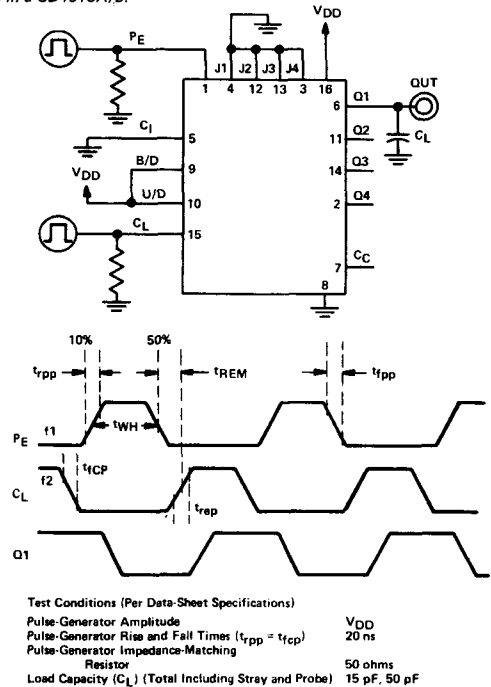 PE
VDD
J1 J2 J3 J4
1 4 12 13 3 16
CI
5
B/D
9
VDD
U/D
10
CL
15
6
Q1
QUT
CL
11
Q2
14
Q3
2
Q4
7
CC
8
10%
50%
trpp
tREM
tfpp
PE
f1
tWH
CL
f2
tfCP
trep
Q1
Test Conditions (Per Data-Sheet Specifications)
Pulse-Generator Amplitude VDD
Pulse-Generator Rise and Fall Times (trpp = tfcp) 20 ns
Pulse-Generator Impedance-Matching
Resistor 50 ohms
Load Capacity (CL) (Total Including Stray and Probe) 15 pF, 50 pF